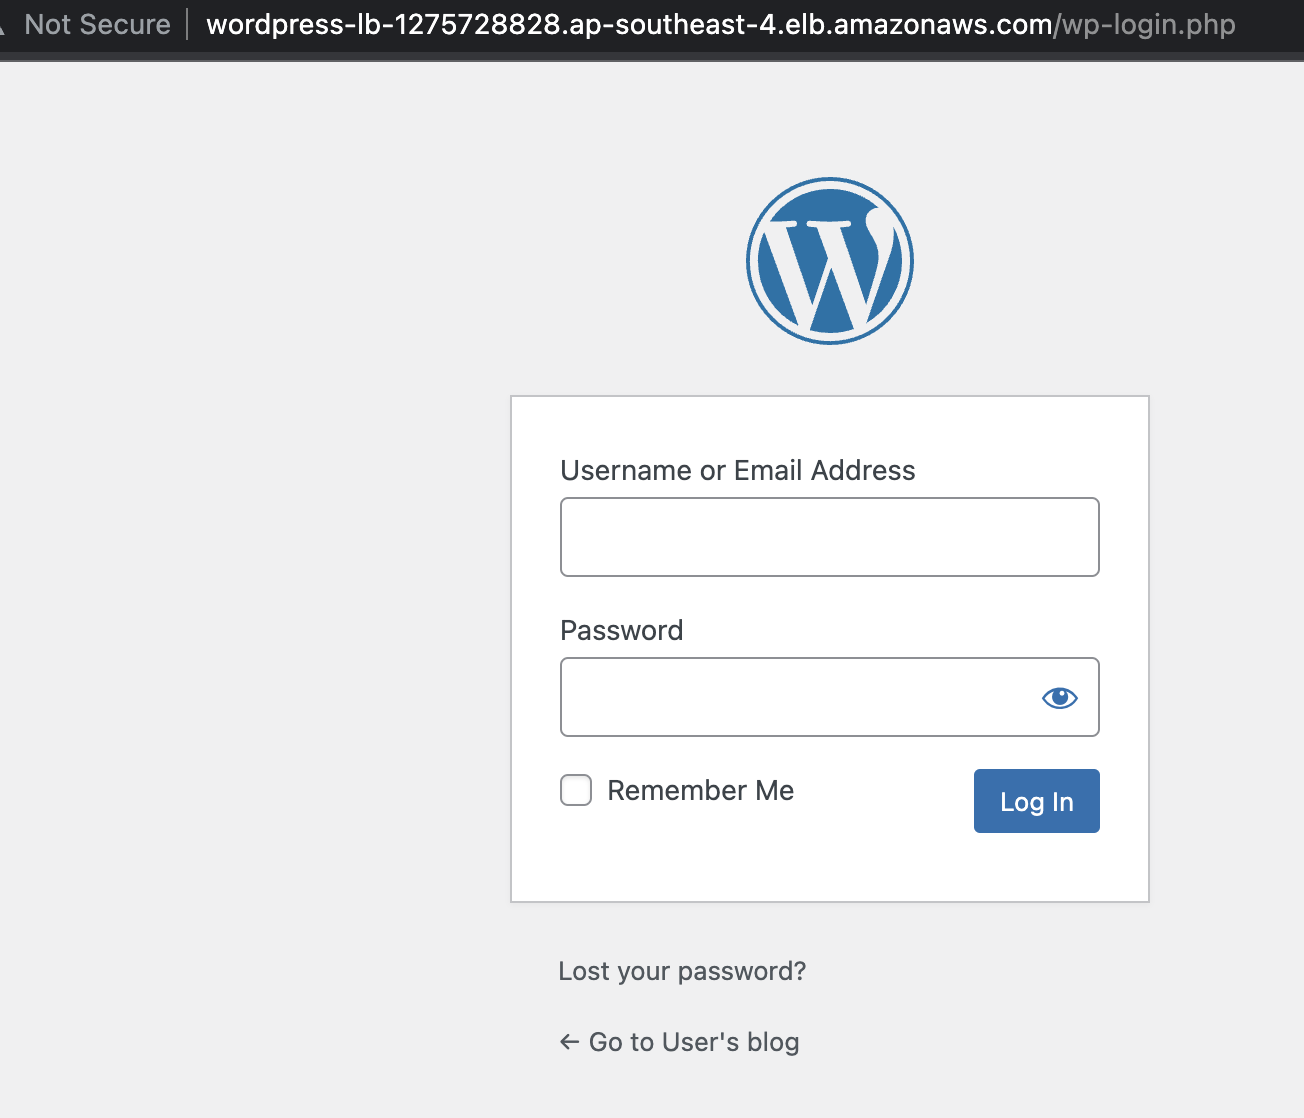 Not Secure wordpress-lb-1275728828.ap-southeast-4.elb.amazonaws.com/wp-login.php
Username or Email Address
Password
Remember Me
Log In
Lost your password?
← Go to User's blog